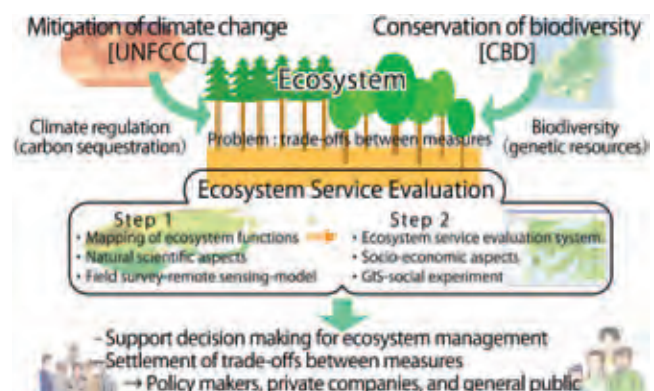 Mitigation of climate change
[UNFCCC]
Conservation of biodiversity
[CBD]
Ecosystem
Climate regulation
(carbon sequestration)
Problem : trade-offs between measures
Biodiversity
(genetic resources)
Ecosystem Service Evaluation
Step 1
• Mapping of ecosystem functions
• Natural scientific aspects
• Field survey-remote sensing-model
Step 2
• Ecosystem service evaluation system
• Socio-economic aspects
• GIS-social experiment
– Support decision making for ecosystem management
– Settlement of trade-offs between measures
→ Policy makers, private companies, and general public